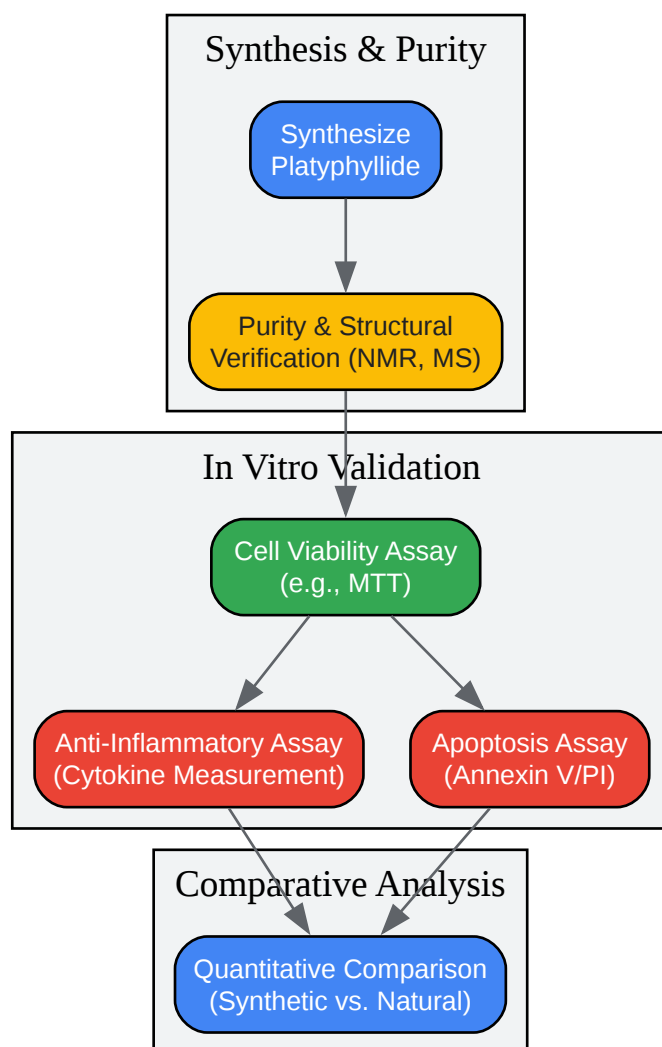 Synthesis & Purity
Synthesize
Platyphyllide
Purity & Structural
Verification (NMR, MS)
In Vitro Validation
Cell Viability Assay
(e.g., MTT)
Anti-Inflammatory Assay
(Cytokine Measurement)
Apoptosis Assay
(Annexin V/PI)
Comparative Analysis
Quantitative Comparison
(Synthetic vs. Natural)